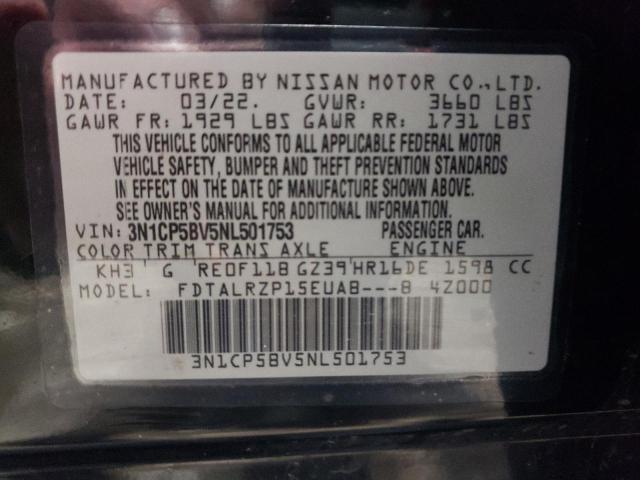 MANUFACTURED BY NISSAN MOTOR CO.,LTD.
DATE: 03/22. GVWR: 3660 LBS
GAWR FR: 1929 LBS GAWR RR: 1731 LBS
THIS VEHICLE CONFORMS TO ALL APPLICABLE FEDERAL MOTOR
VEHICLE SAFETY, BUMPER AND THEFT PREVENTION STANDARDS
IN EFFECT ON THE DATE OF MANUFACTURE SHOWN ABOVE.
SEE OWNER'S MANUAL FOR ADDITIONAL INFORMATION.
VIN: 3N1CP5BV5NL501753 PASSENGER CAR.
COLOR TRIM TRANS AXLE ENGINE
KH3 G RE0F11B GZ39 HR16DE 1598 CC
MODEL: FDTALRZP15EUAB---8 4Z000
3N1CP5BV5NL501753